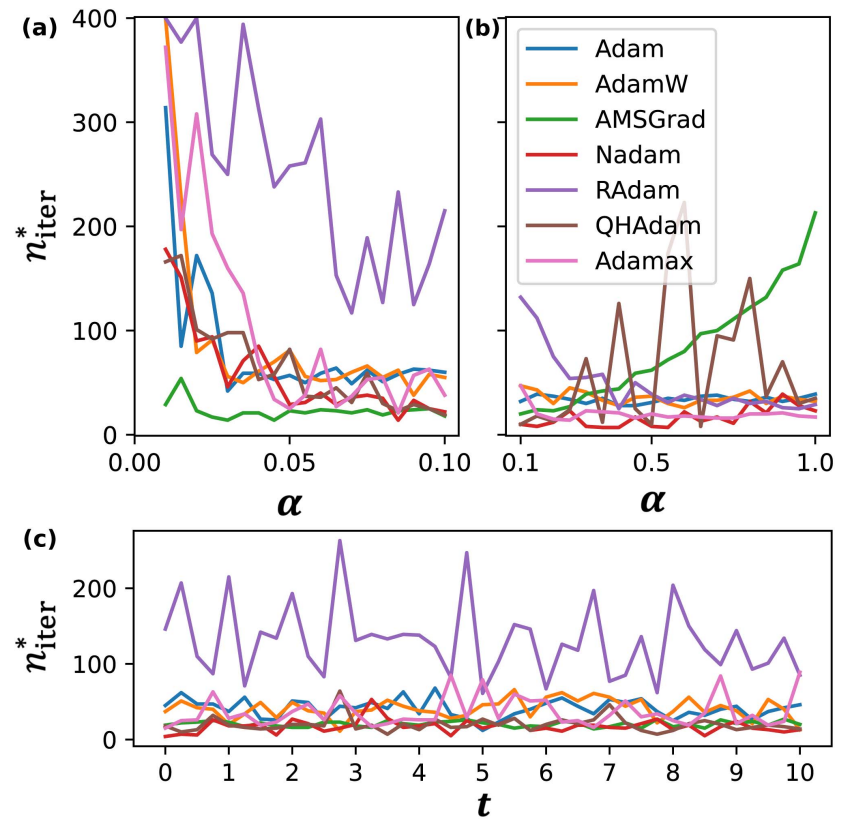 (a)
400
300
200
100
0
n*iter
0.00
0.05
0.10
α
(b)
Adam
AdamW
AMSGrad
Nadam
RAdam
QHAdam
Adamax
0.1
0.5
1.0
α
(c)
200
100
0
n*iter
0
1
2
3
4
5
6
7
8
9
10
t